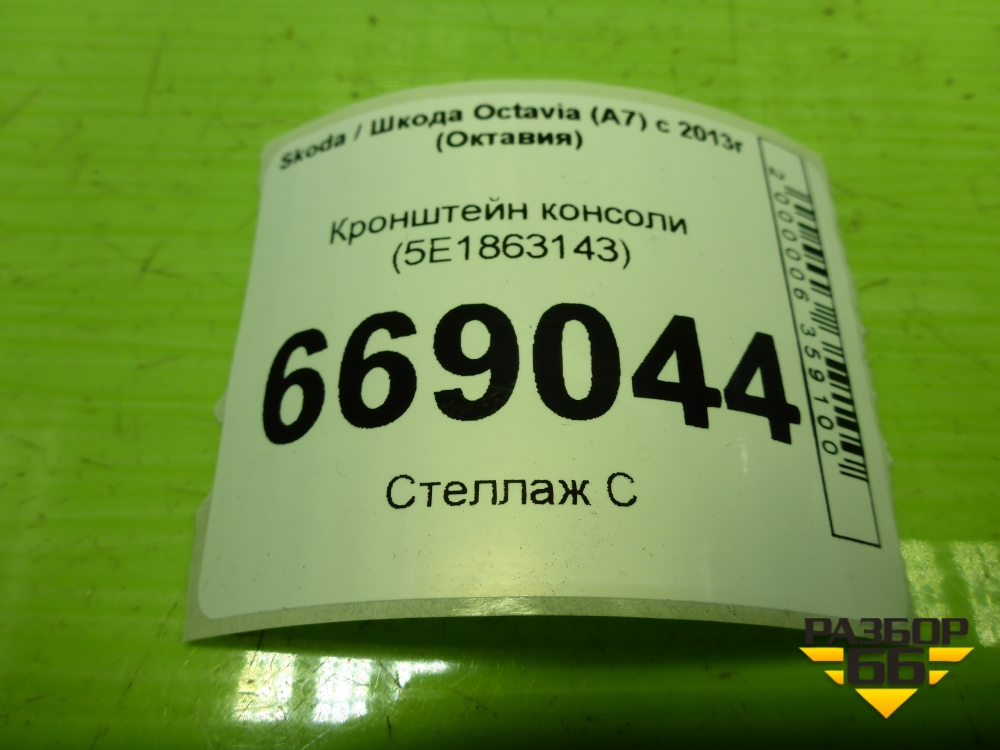 Skoda / Шкода Octavia (A7) с 2013г
(Октавия)
Кронштейн консоли
(5E1863143)
669044
Стеллаж С
2000006359100
РАЗБОР
66